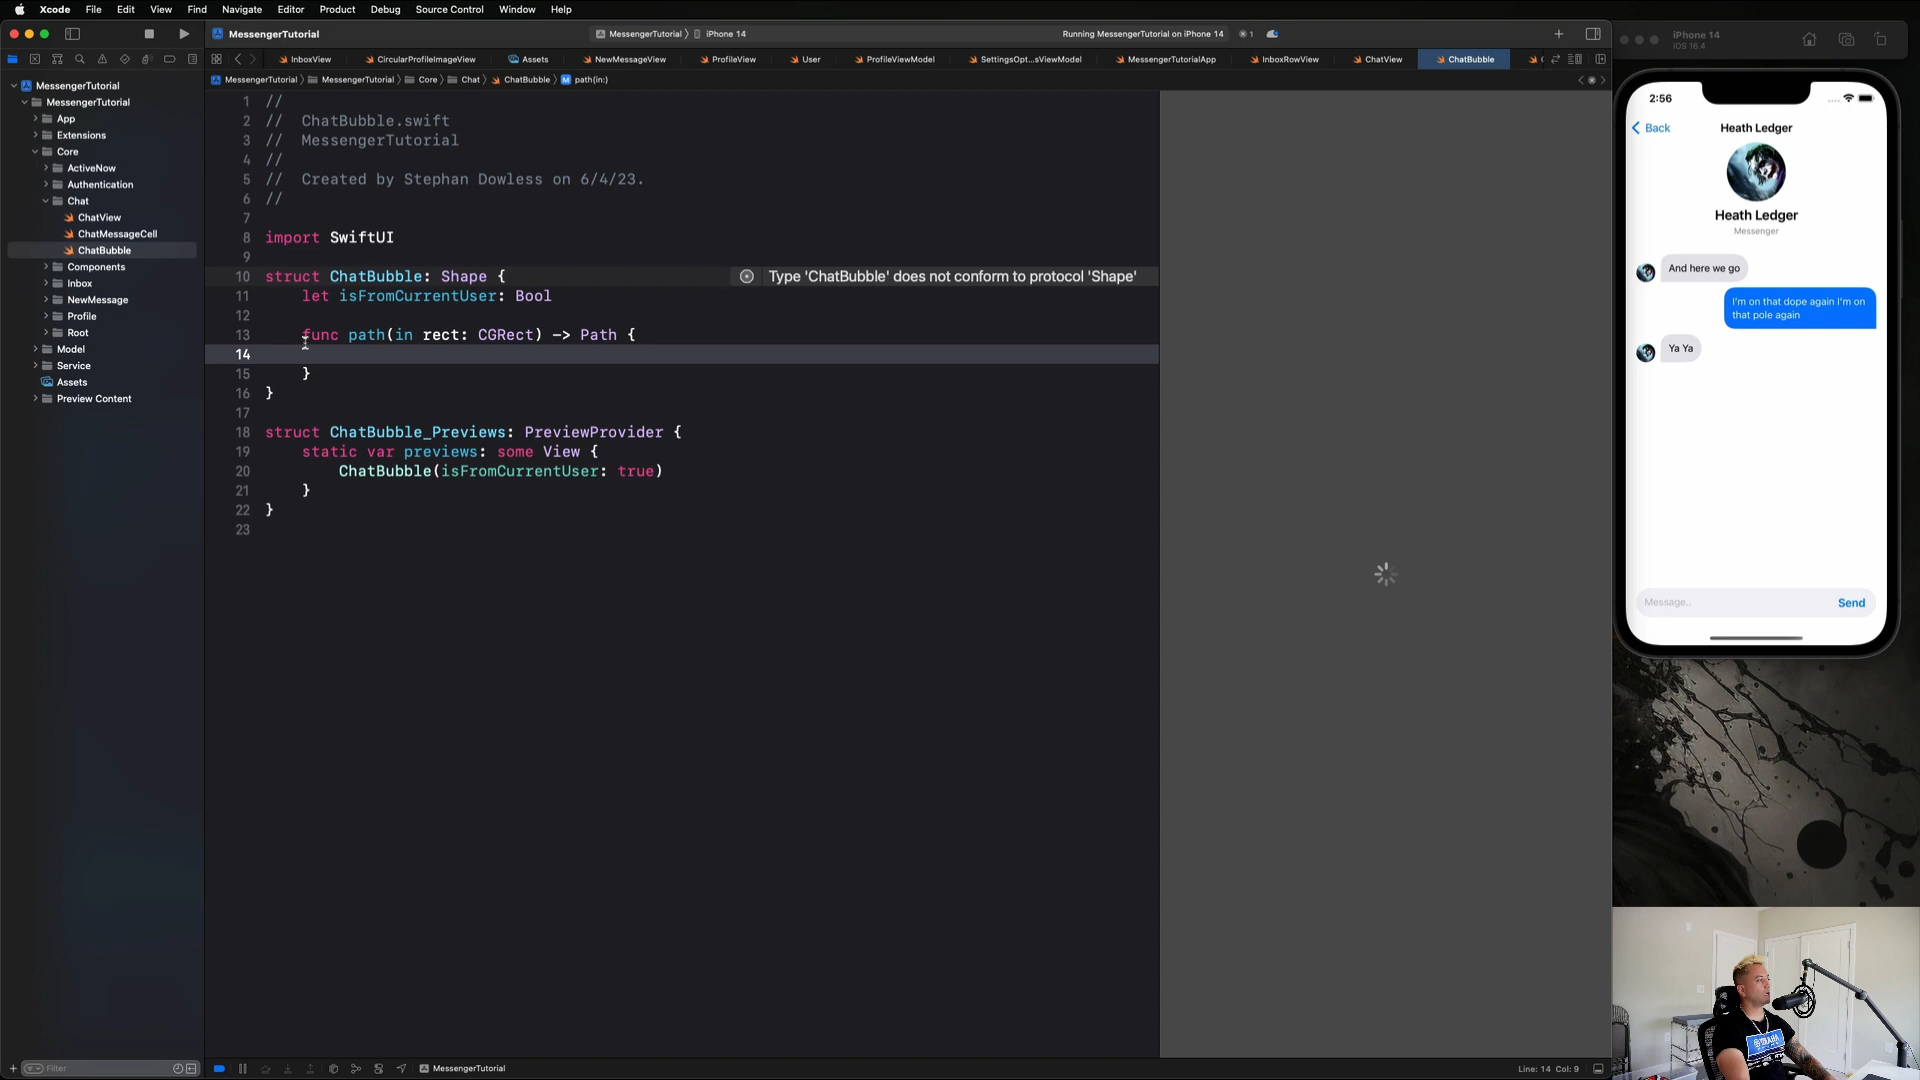 Xcode File Edit View Find Navigate Editor Product Debug Source Control Window Help
MessengerTutorial
MessengerTutorial iPhone 14
Running MessengerTutorial on iPhone 14
1
InboxView CircularProfileImageView Assets NewMessageView ProfileView User ProfileViewModel SettingsOpt...sViewModel MessengerTutorialApp InboxRowView ChatView ChatBubble
MessengerTutorial MessengerTutorial Core Chat ChatBubble path(in:)
MessengerTutorial
MessengerTutorial
App
Extensions
Core
ActiveNow
Authentication
Chat
ChatView
ChatMessageCell
ChatBubble
Components
Inbox
NewMessage
Profile
Root
Model
Service
Assets
Preview Content
Filter
1 //
2 // ChatBubble.swift
3 // MessengerTutorial
4 //
5 // Created by Stephan Dowless on 6/4/23.
6 //
7
8 import SwiftUI
9
10 struct ChatBubble: Shape { Type 'ChatBubble' does not conform to protocol 'Shape'
11 let isFromCurrentUser: Bool
12
13 func path(in rect: CGRect) -> Path {
14
15 }
16 }
17
18 struct ChatBubble_Previews: PreviewProvider {
19 static var previews: some View {
20 ChatBubble(isFromCurrentUser: true)
21 }
22 }
23
MessengerTutorial
Line: 14 Col: 9
iPhone 14
iOS 16.4
2:56
Back Heath Ledger
Heath Ledger
Messenger
And here we go
I'm on that dope again I'm on
that pole again
Ya Ya
Message.. Send